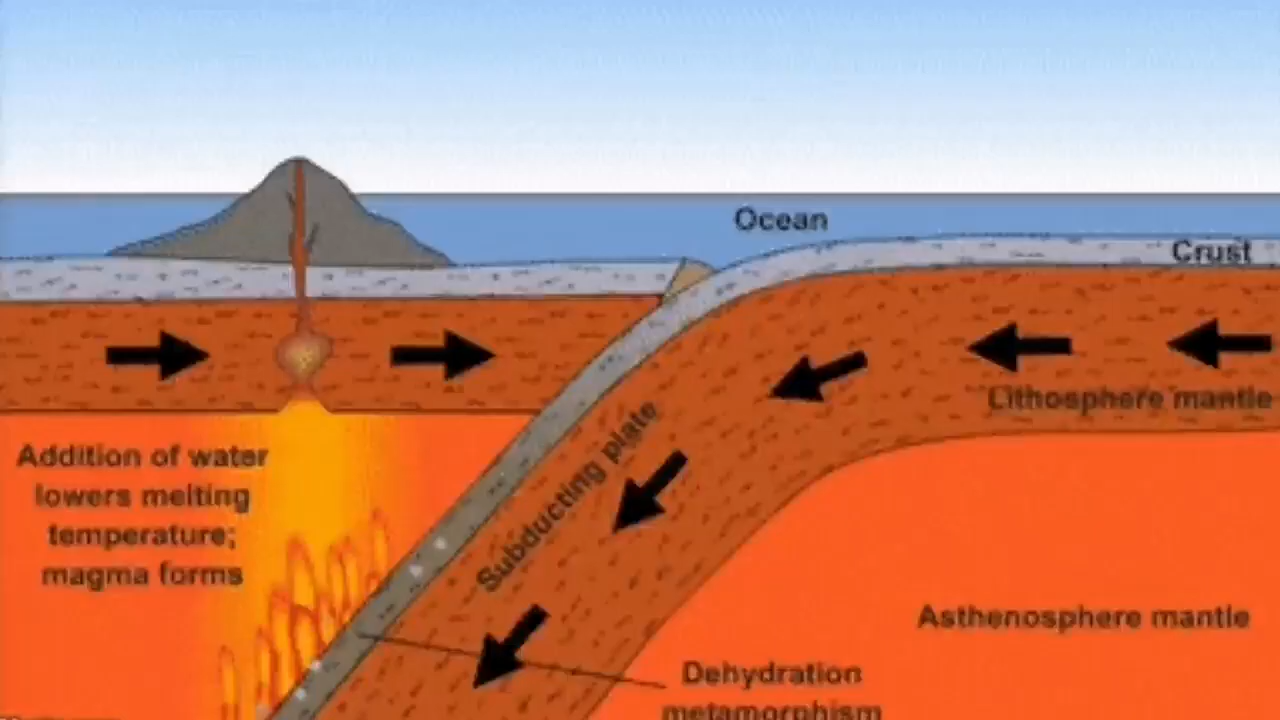 Ocean
Crust
Lithosphere mantle
Addition of water
lowers melting
temperature;
magma forms
Subducting plate
Asthenosphere mantle
Dehydration
metamorphism